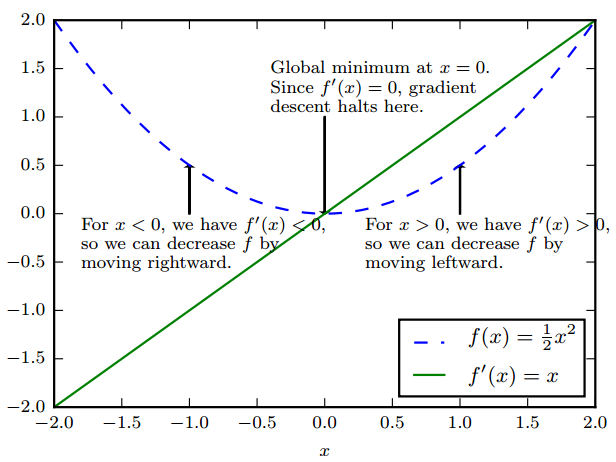 2.0
1.5
1.0
0.5
0.0
−0.5
−1.0
−1.5
−2.0
Global minimum at x = 0.
Since f′(x) = 0, gradient
descent halts here.
For x < 0, we have f′(x) < 0,
so we can decrease f by
moving rightward.
For x > 0, we have f′(x) > 0,
so we can decrease f by
moving leftward.
f(x) = ½x²
f′(x) = x
−2.0 −1.5 −1.0 −0.5 0.0 0.5 1.0 1.5 2.0
x